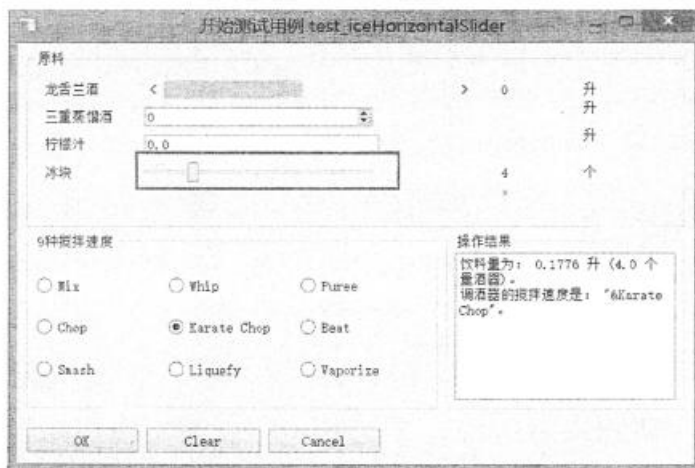 开始测试用例 test_iceHorizontalSlider
原料
龙舌兰酒 < > 0 升
三重蒸馏酒 0 升
柠檬汁 0.0 升
冰块 4 个
9种搅拌速度
Mix Whip Puree
Chop Karate Chop Beat
Smash Liquefy Vaporize
操作结果
饮料量为： 0.1776 升 (4.0 个
量酒器)。
调酒器的搅拌速度是： "&Karate
Chop"。
OK Clear Cancel